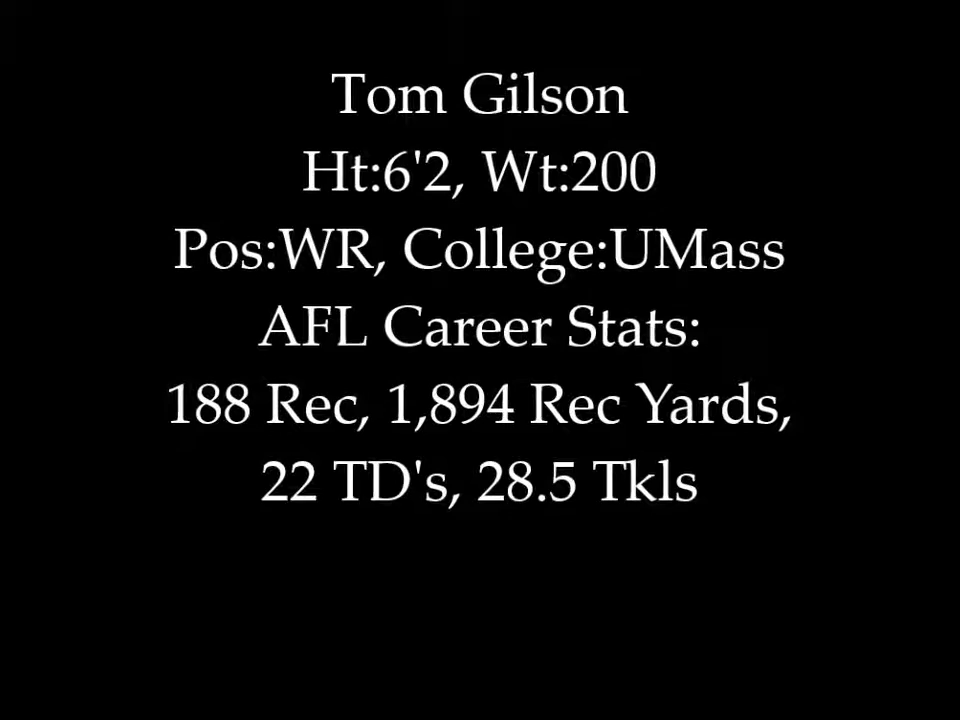 Tom Gilson
Ht:6'2, Wt:200
Pos:WR, College:UMass
AFL Career Stats:
188 Rec, 1,894 Rec Yards,
22 TD's, 28.5 Tkls